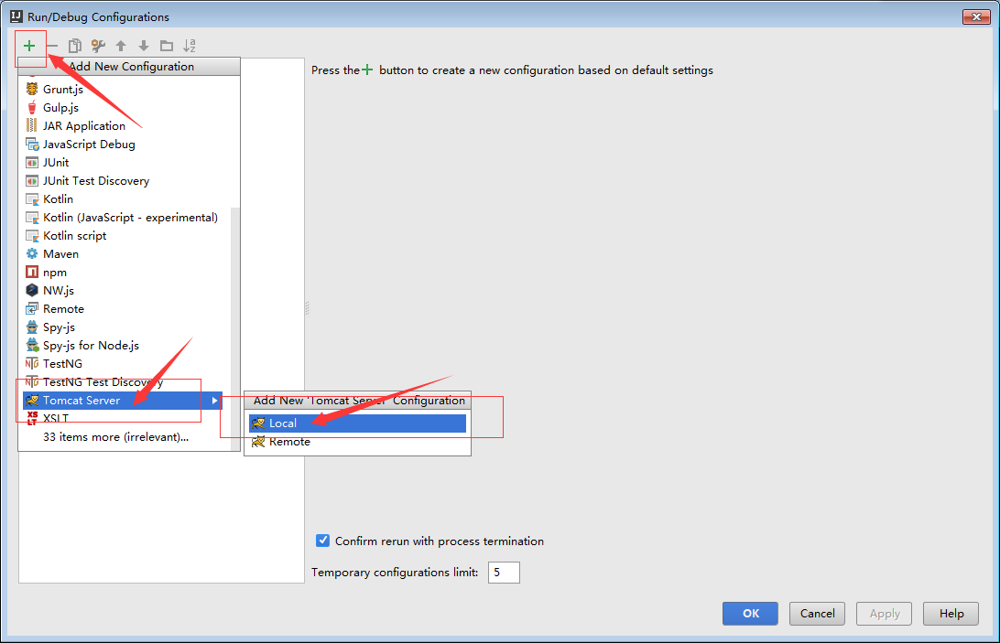 Run/Debug Configurations
Add New Configuration
Press the + button to create a new configuration based on default settings
Grunt.js
Gulp.js
JAR Application
JavaScript Debug
JUnit
JUnit Test Discovery
Kotlin
Kotlin (JavaScript - experimental)
Kotlin script
Maven
npm
NW.js
Remote
Spy-js
Spy-js for Node.js
TestNG
TestNG Test Discovery
Tomcat Server
XSLT
33 items more (irrelevant)...
Add New 'Tomcat Server' Configuration
Local
Remote
Confirm rerun with process termination
Temporary configurations limit: 5
OK Cancel Apply Help